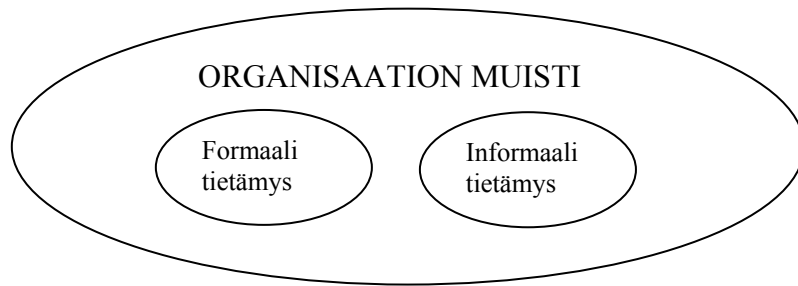 ORGANISAATION MUISTI
Formaali
tietämys
Informaali
tietämys